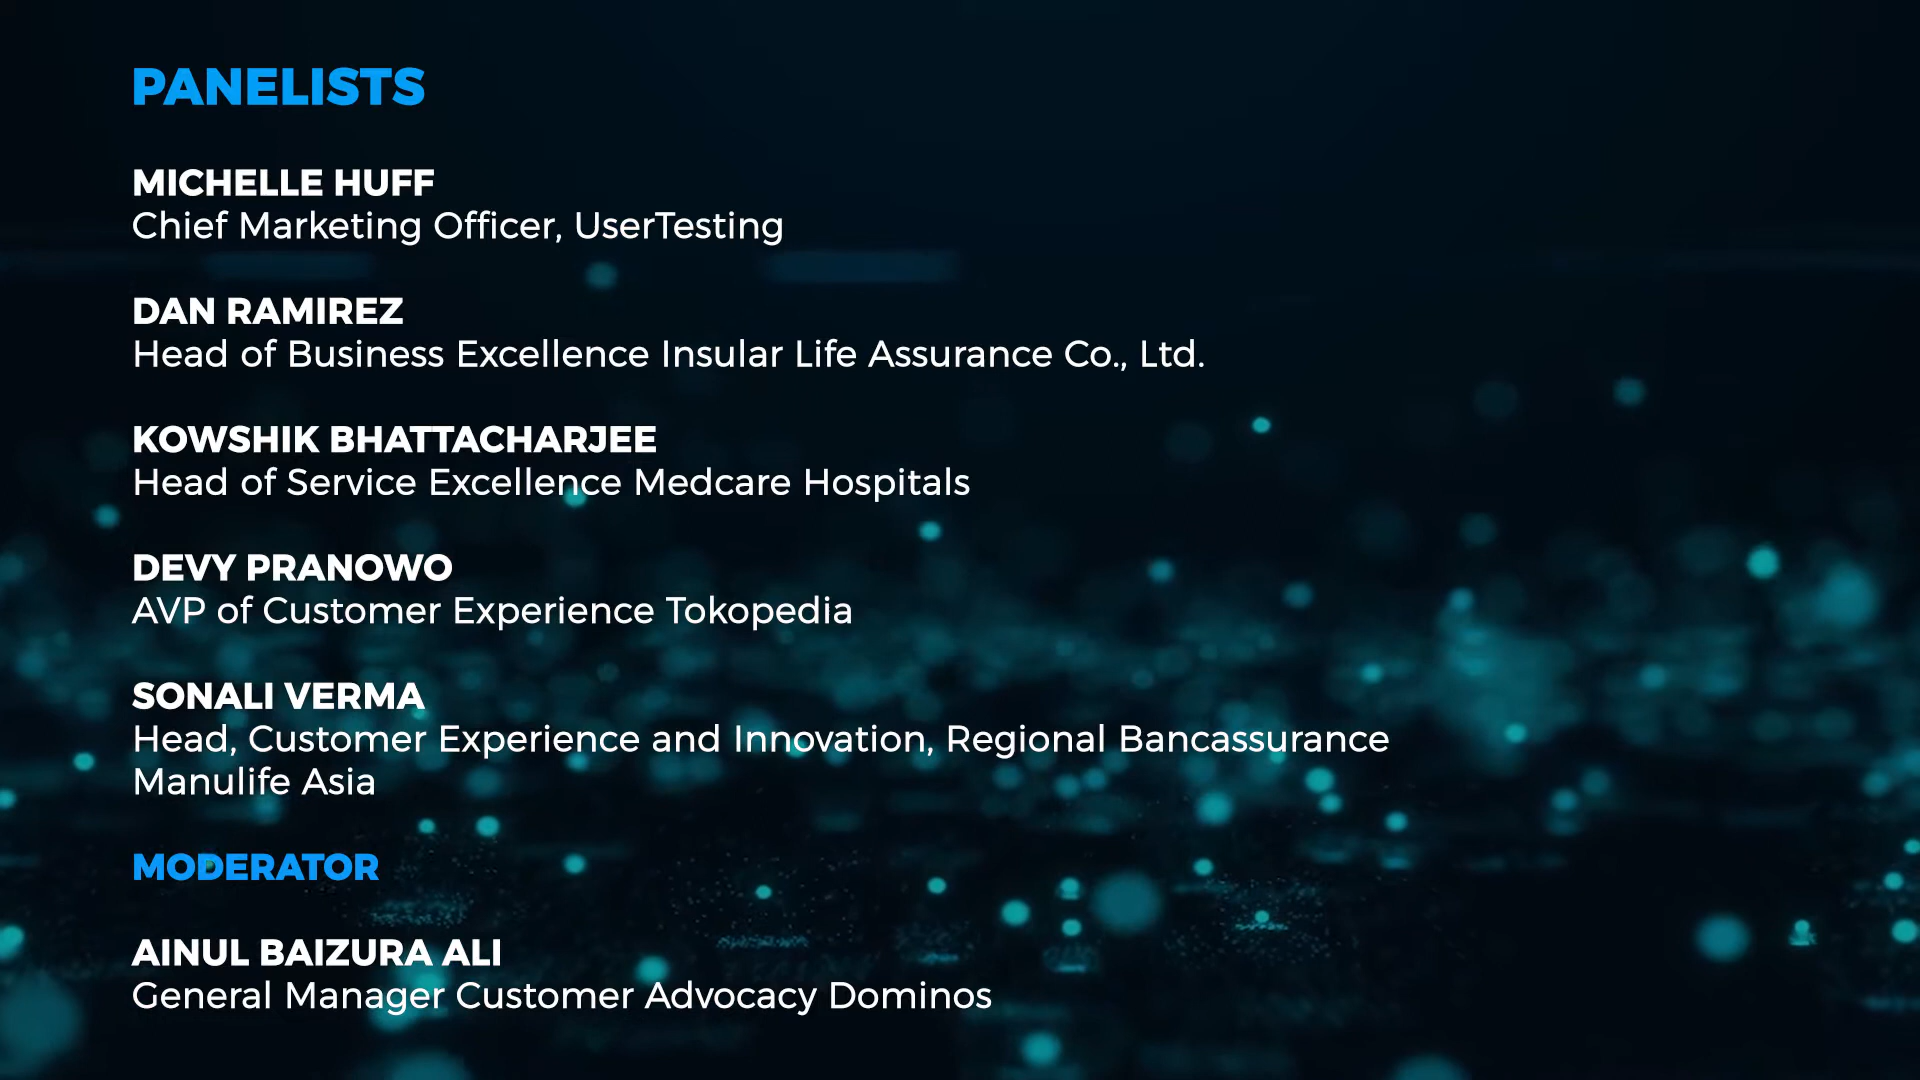 PANELISTS
MICHELLE HUFF
Chief Marketing Officer, UserTesting
DAN RAMIREZ
Head of Business Excellence Insular Life Assurance Co., Ltd.
KOWSHIK BHATTACHARJEE
Head of Service Excellence Medcare Hospitals
DEVY PRANOWO
AVP of Customer Experience Tokopedia
SONALI VERMA
Head, Customer Experience and Innovation, Regional Bancassurance
Manulife Asia
MODERATOR
AINUL BAIZURA ALI
General Manager Customer Advocacy Dominos